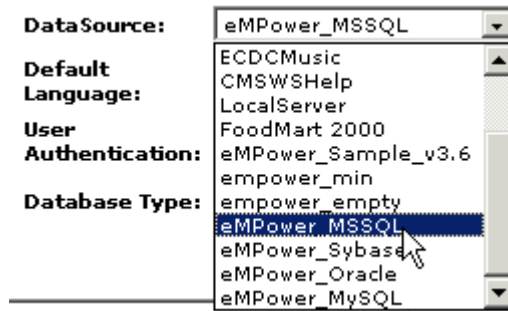 DataSource: eMPower_MSSQL
ECDCMusic
Default CMSWSHelp
Language: LocalServer
User FoodMart 2000
Authentication: eMPower_Sample_v3.6
empower_min
Database Type: empower_empty
eMPower_MSSQL
eMPower_Sybase
eMPower_Oracle
eMPower_MySQL